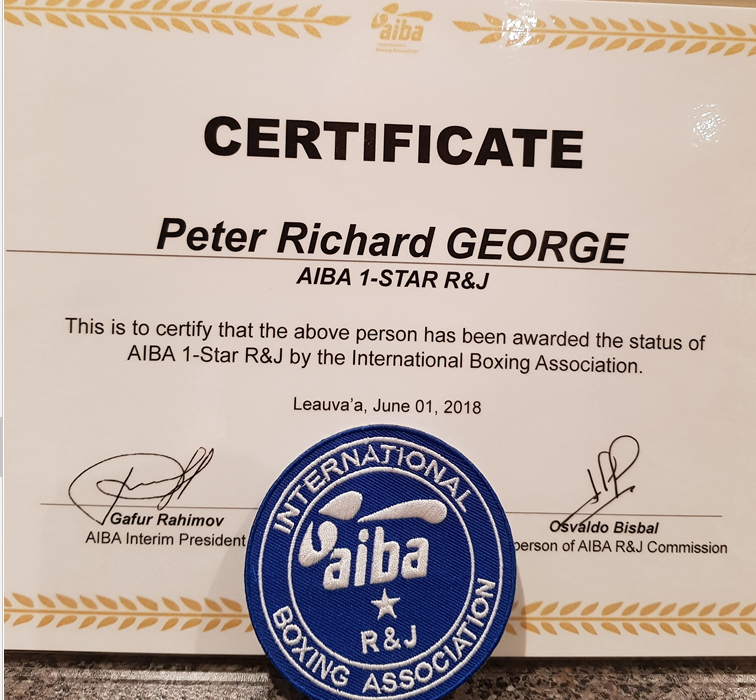 aiba
CERTIFICATE
Peter Richard GEORGE
AIBA 1-STAR R&J
This is to certify that the above person has been awarded the status of
AIBA 1-Star R&J by the International Boxing Association.
Leauva'a, June 01, 2018
Gafur Rahimov
AIBA Interim President
Osvaldo Bisbal
person of AIBA R&J Commission
INTERNATIONAL
aiba
R&J
BOXING ASSOCIATION